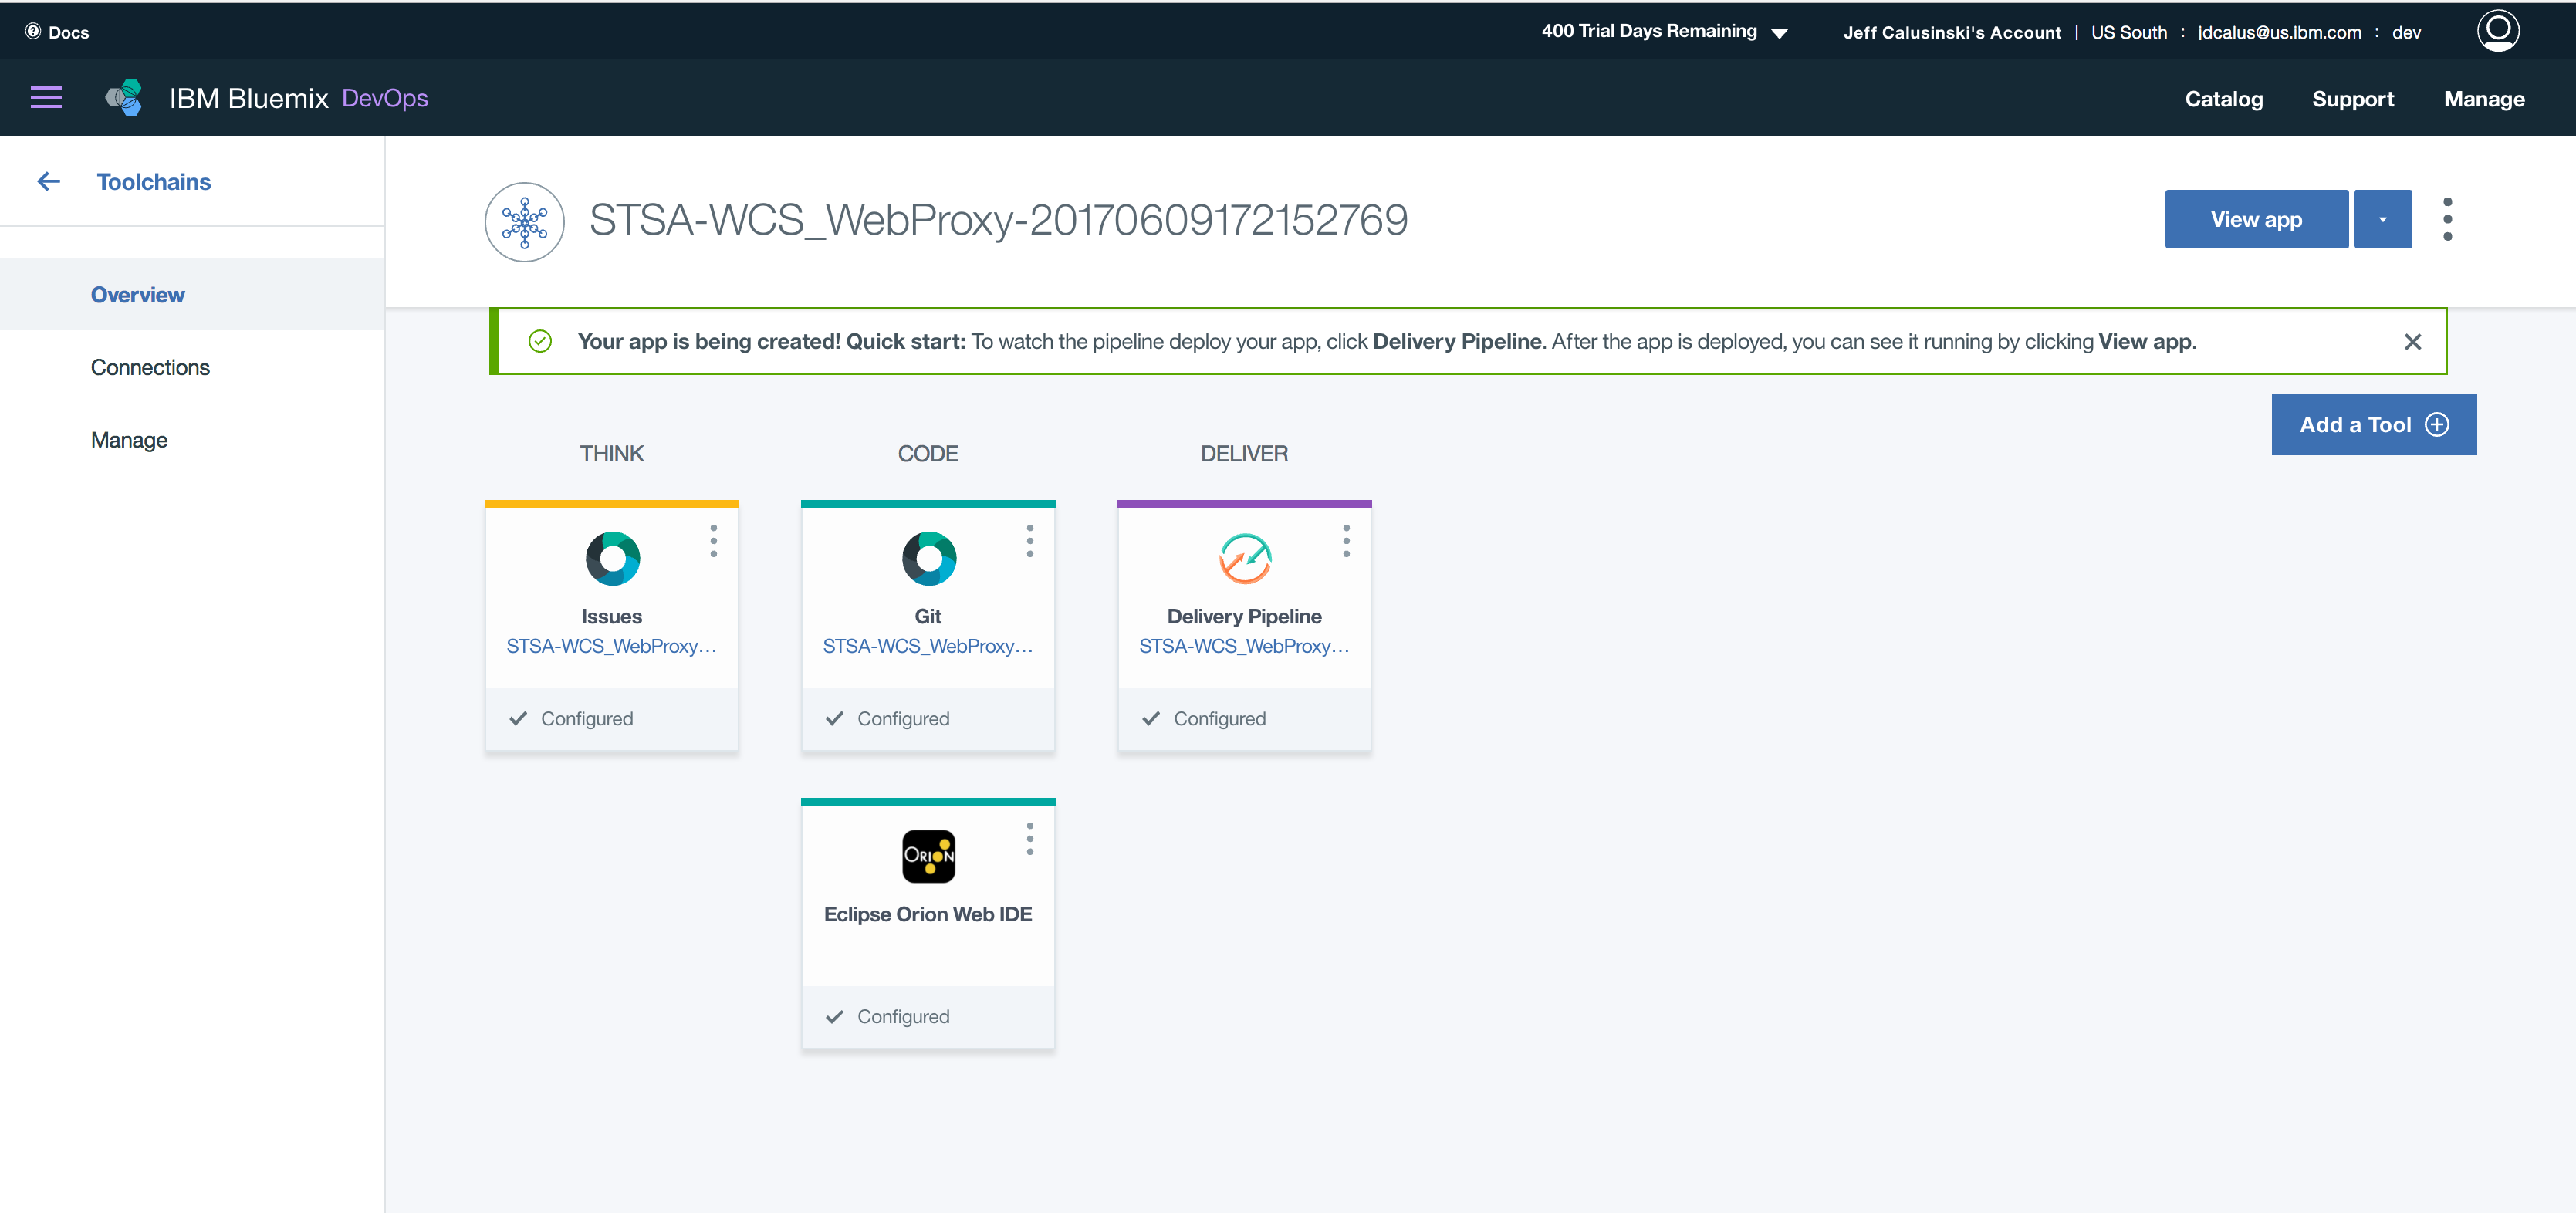 Docs
400 Trial Days Remaining
Jeff Calusinski's Account | US South : jdcalus@us.ibm.com : dev
IBM Bluemix DevOps
Catalog Support Manage
Toolchains
STSA-WCS_WebProxy-20170609172152769
View app
Overview
Your app is being created! Quick start: To watch the pipeline deploy your app, click Delivery Pipeline. After the app is deployed, you can see it running by clicking View app.
Connections
Add a Tool
Manage
THINK CODE DELIVER
Issues
STSA-WCS_WebProxy...
Configured
Git
STSA-WCS_WebProxy...
Configured
Delivery Pipeline
STSA-WCS_WebProxy...
Configured
ORION
Eclipse Orion Web IDE
Configured